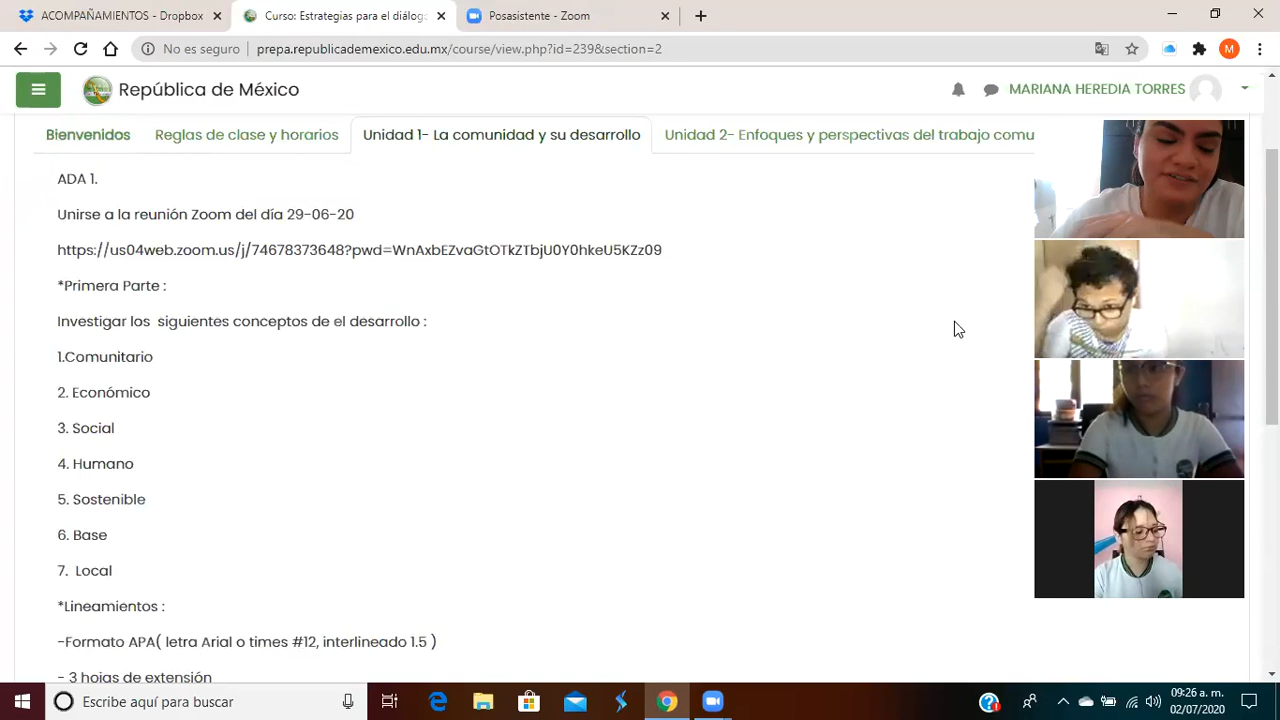 ACOMPAÑAMIENTOS - Dropbox
Curso: Estrategias para el diálog
Posasistente - Zoom
No es seguro
prepa.republicademexico.edu.mx/course/view.php?id=239&section=2
M
República de México
MARIANA HEREDIA TORRES
Bienvenidos
Reglas de clase y horarios
Unidad 1- La comunidad y su desarrollo
Unidad 2- Enfoques y perspectivas del trabajo comu
ADA 1.
Unirse a la reunión Zoom del día 29-06-20
https://us04web.zoom.us/j/74678373648?pwd=WnAxbEZvaGtOTkZTbjU0Y0hkeU5KZz09
*Primera Parte :
Investigar los siguientes conceptos de el desarrollo :
1.Comunitario
2. Económico
3. Social
4. Humano
5. Sostenible
6. Base
7. Local
*Lineamientos :
-Formato APA( letra Arial o times #12, interlineado 1.5 )
- 3 hojas de extensión
Escribe aquí para buscar
09:26 a. m.
02/07/2020